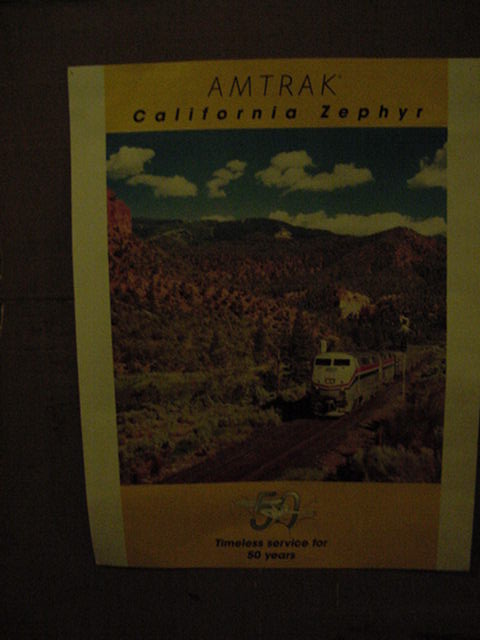 AMTRAK
California Zephyr
50
Timeless service for
50 years